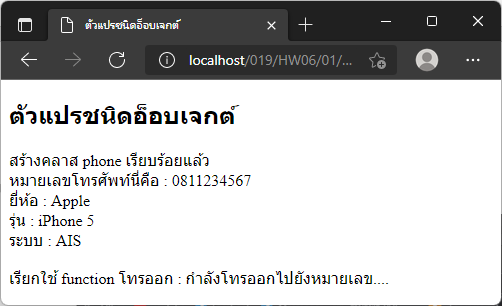 ตัวแปรชนิดอ็อบเจกต์
localhost/019/HW06/01/...
ตัวแปรชนิดอ็อบเจกต์
สร้างคลาส phone เรียบร้อยแล้ว
หมายเลขโทรศัพท์นี่คือ : 0811234567
ยี่ห้อ : Apple
รุ่น : iPhone 5
ระบบ : AIS
เรียกใช้ function โทรออก : กำลังโทรออกไปยังหมายเลข....